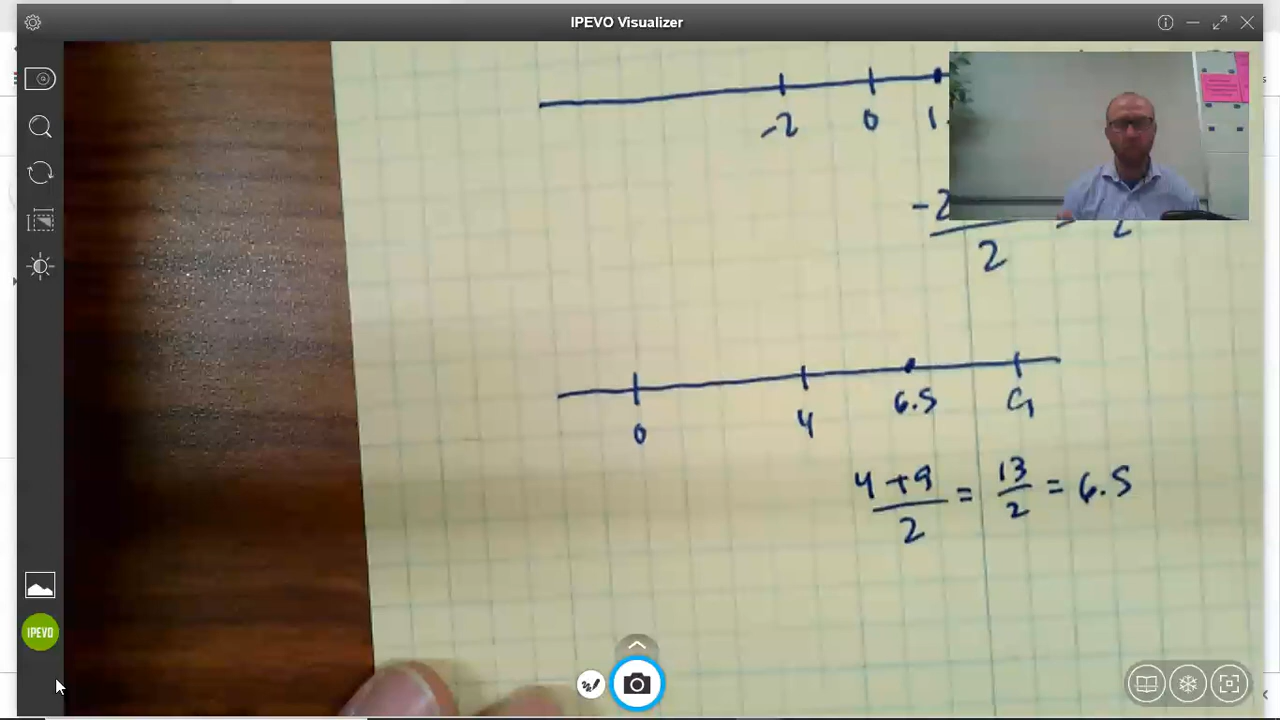 IPEVO Visualizer
-2 0 1.
-2
2
2
0 4 6.5 9
4+9 / 2 = 13 / 2 = 6.5
IPEVO